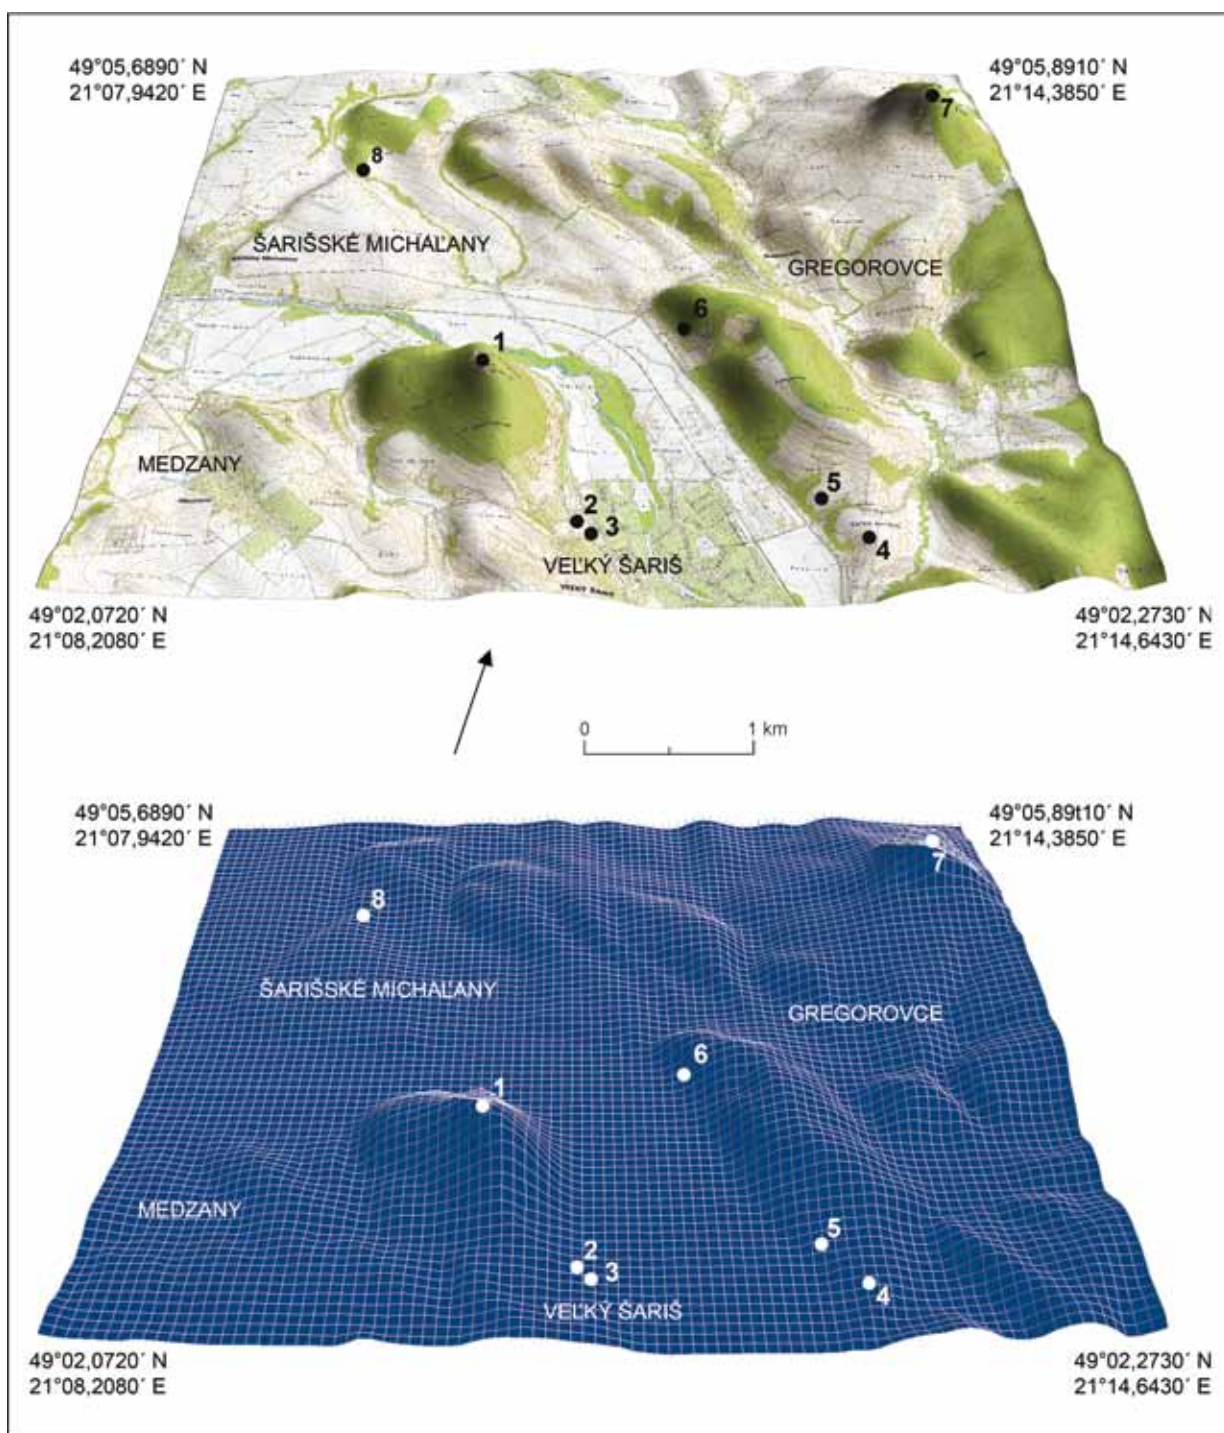 49°05,6890´ N
21°07,9420´ E
49°05,8910´ N
21°14,3850´ E
7
8
ŠARIŠSKÉ MICHAĽANY
GREGOROVCE
6
1
MEDZANY
5
2
3
4
VEĽKÝ ŠARIŠ
49°02,0720´ N
21°08,2080´ E
49°02,2730´ N
21°14,6430´ E
0 1 km
49°05,6890´ N
21°07,9420´ E
49°05,89t10´ N
21°14,3850´ E
7
8
ŠARIŠSKÉ MICHAĽANY
GREGOROVCE
6
1
MEDZANY
5
2
3
4
VEĽKÝ ŠARIŠ
49°02,0720´ N
21°08,2080´ E
49°02,2730´ N
21°14,6430´ E